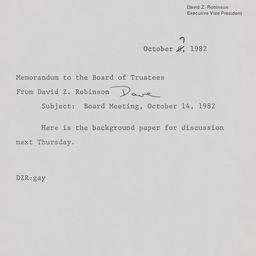 David Z. Robinson
Executive Vice President
7
October 8, 1982
Memorandum to the Board of Trustees
From David Z. Robinson Dave
Subject: Board Meeting, October 14, 1982
Here is the background paper for discussion
next Thursday.
DZR:gay